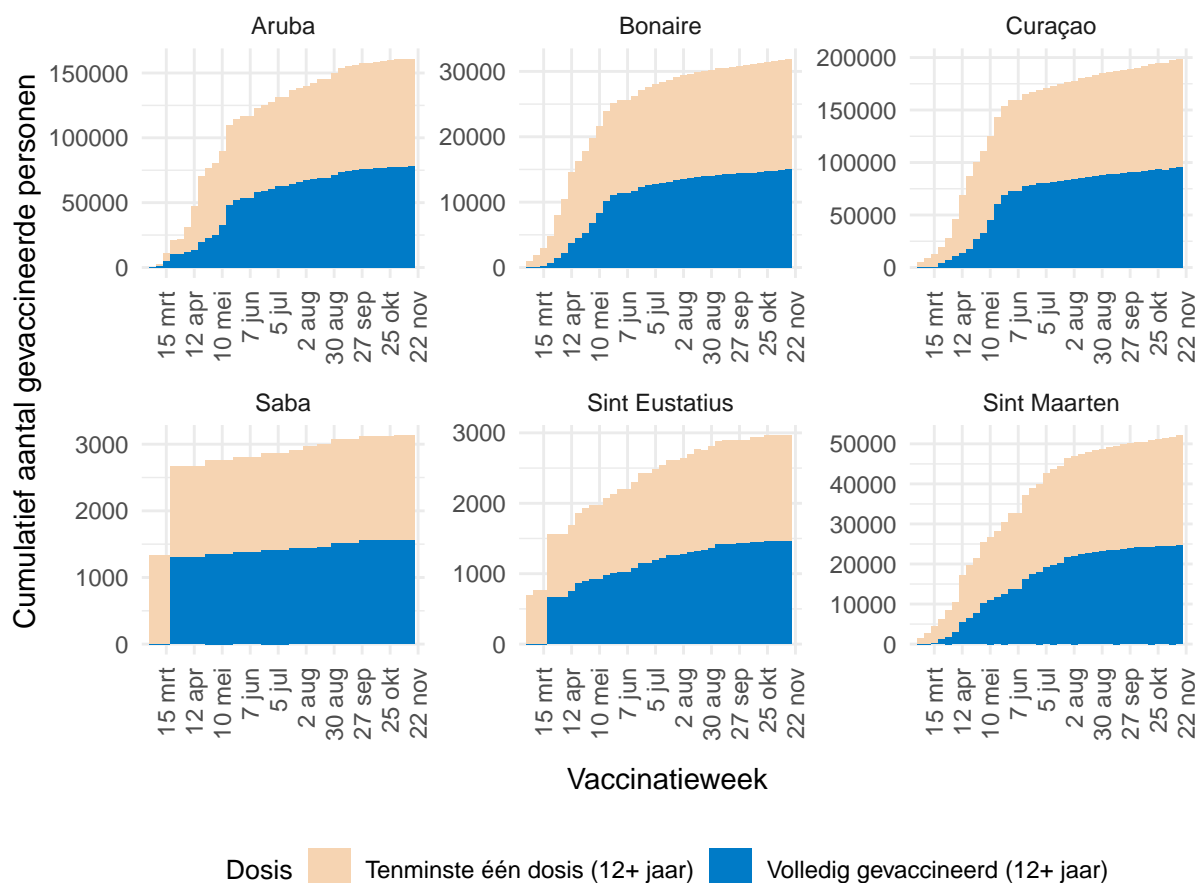 Cumulatief aantal gevaccineerde personen
Aruba
Bonaire
Curaçao
150000
100000
50000
0
30000
20000
10000
0
200000
150000
100000
50000
0
15 mrt
12 apr
10 mei
7 jun
5 jul
2 aug
30 aug
27 sep
25 okt
22 nov
15 mrt
12 apr
10 mei
7 jun
5 jul
2 aug
30 aug
27 sep
25 okt
22 nov
15 mrt
12 apr
10 mei
7 jun
5 jul
2 aug
30 aug
27 sep
25 okt
22 nov
Saba
Sint Eustatius
Sint Maarten
3000
2000
1000
0
3000
2000
1000
0
50000
40000
30000
20000
10000
0
15 mrt
12 apr
10 mei
7 jun
5 jul
2 aug
30 aug
27 sep
25 okt
22 nov
15 mrt
12 apr
10 mei
7 jun
5 jul
2 aug
30 aug
27 sep
25 okt
22 nov
15 mrt
12 apr
10 mei
7 jun
5 jul
2 aug
30 aug
27 sep
25 okt
22 nov
Vaccinatieweek
Dosis
Tenminste één dosis (12+ jaar)
Volledig gevaccineerd (12+ jaar)